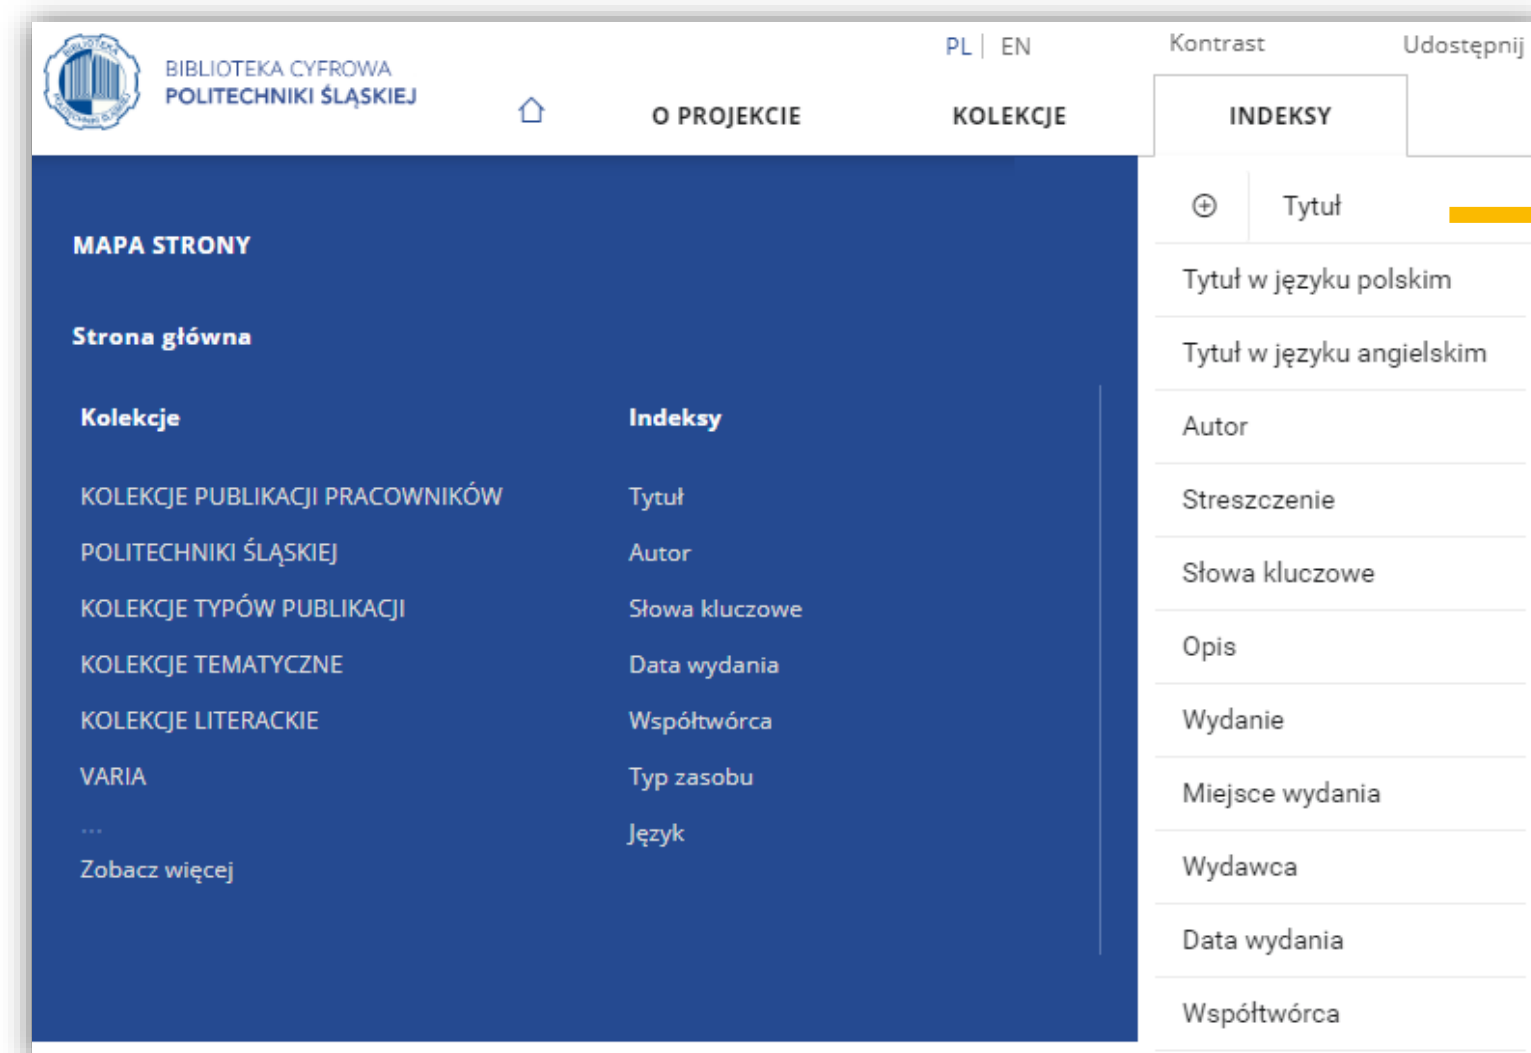 BIBLIOTEKA CYFROWA
POLITECHNIKI ŚLĄSKIEJ
PL | EN
Kontrast
Udostępnij
O PROJEKCIE
KOLEKCJE
INDEKSY
MAPA STRONY
Strona główna
Kolekcje
KOLEKCJE PUBLIKACJI PRACOWNIKÓW
POLITECHNIKI ŚLĄSKIEJ
KOLEKCJE TYPÓW PUBLIKACJI
KOLEKCJE TEMATYCZNE
KOLEKCJE LITERACKIE
VARIA
...
Zobacz więcej
Indeksy
Tytuł
Autor
Słowa kluczowe
Data wydania
Współtwórca
Typ zasobu
Język
Tytuł
Tytuł w języku polskim
Tytuł w języku angielskim
Autor
Streszczenie
Słowa kluczowe
Opis
Wydanie
Miejsce wydania
Wydawca
Data wydania
Współtwórca